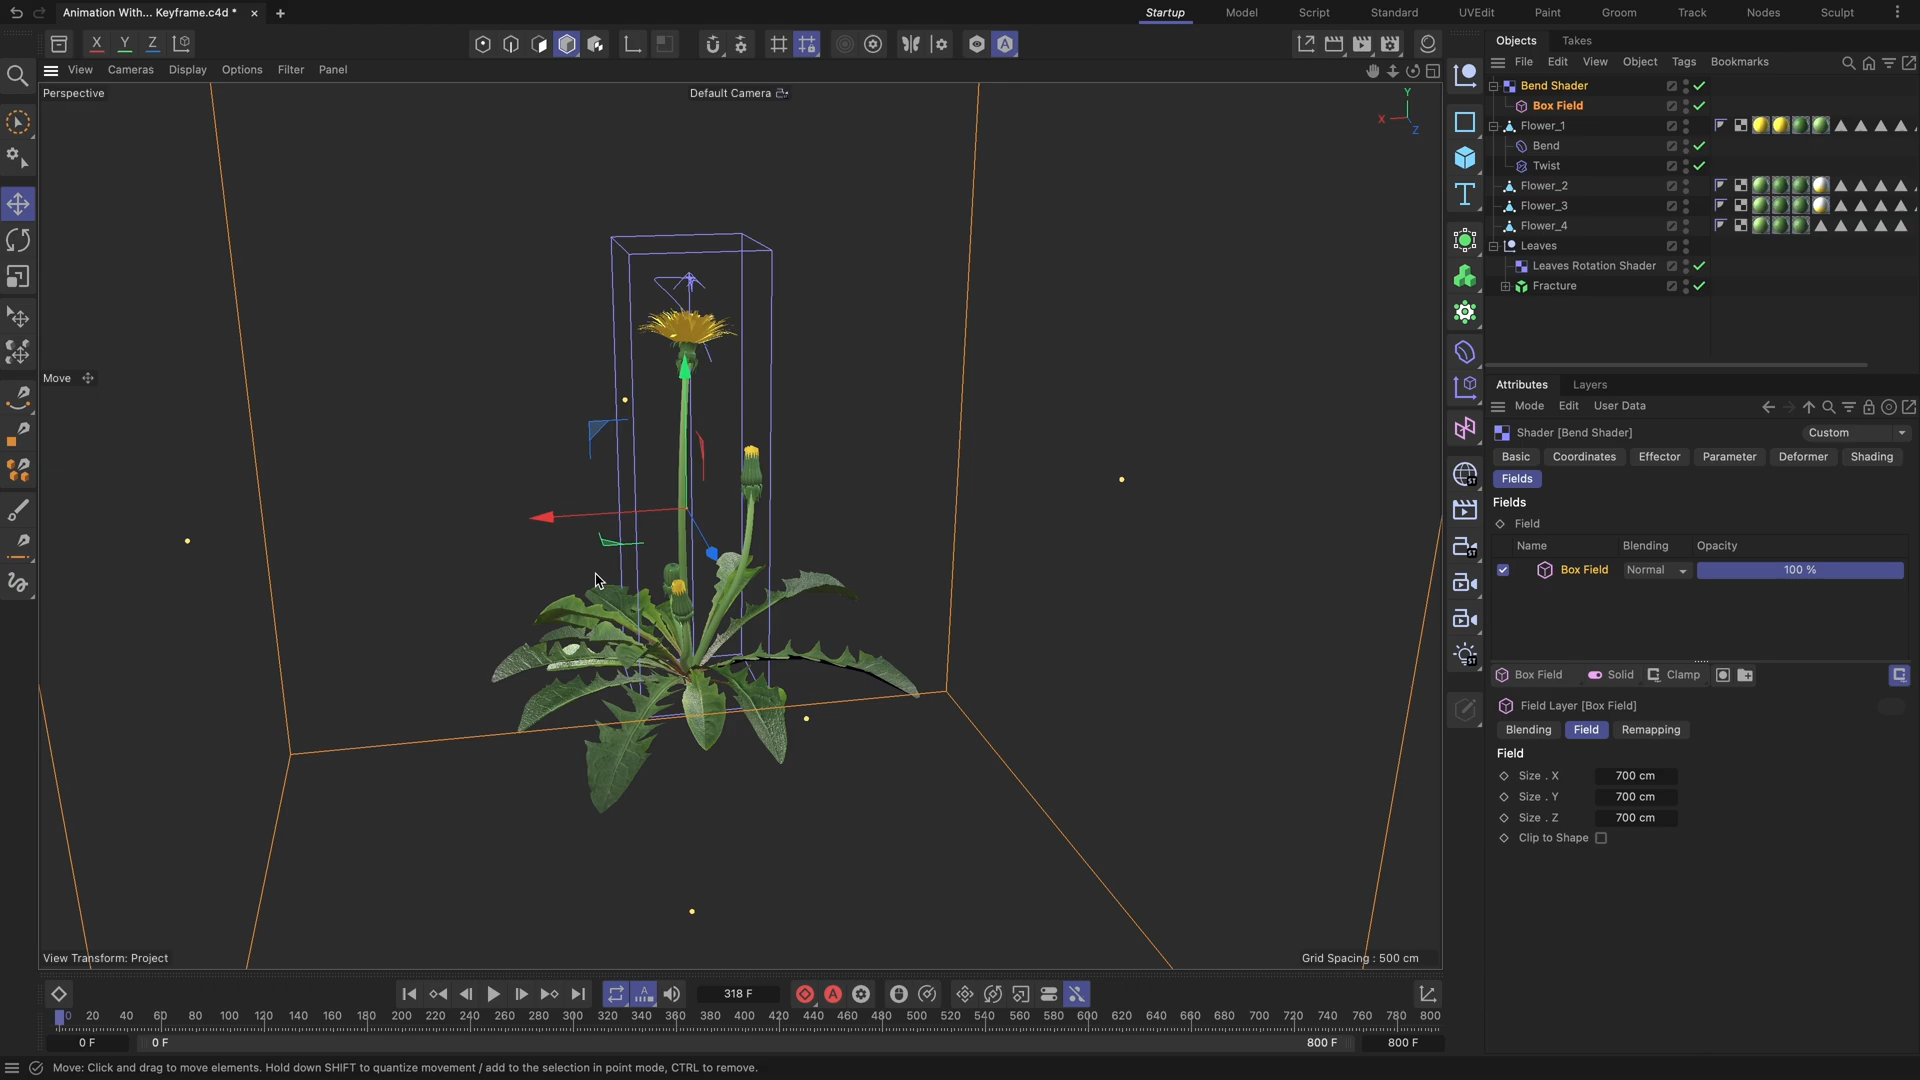 Animation With... Keyframe.c4d *
Startup
Model
Script
Standard
UVEdit
Paint
Groom
Track
Nodes
Sculpt
X
Y
Z
View
Cameras
Display
Options
Filter
Panel
Perspective
Default Camera
Y
X
Z
Move
View Transform: Project
Grid Spacing : 500 cm
Objects
Takes
File
Edit
View
Object
Tags
Bookmarks
Bend Shader
Box Field
Flower_1
Bend
Twist
Flower_2
Flower_3
Flower_4
Leaves
Leaves Rotation Shader
Fracture
Attributes
Layers
Mode
Edit
User Data
Shader [Bend Shader]
Custom
Basic
Coordinates
Effector
Parameter
Deformer
Shading
Fields
Fields
Field
Name
Blending
Opacity
Box Field
Normal
100 %
Box Field
Solid
Clamp
Field Layer [Box Field]
Blending
Field
Remapping
Field
Size . X
700 cm
Size . Y
700 cm
Size . Z
700 cm
Clip to Shape
318 F
0 20 40 60 80 100 120 140 160 180 200 220 240 260 280 300 320 340 360 380 400 420 440 460 480 500 520 540 560 580 600 620 640 660 680 700 720 740 760 780 800
0 F
0 F
800 F
800 F
Move: Click and drag to move elements. Hold down SHIFT to quantize movement / add to the selection in point mode, CTRL to remove.